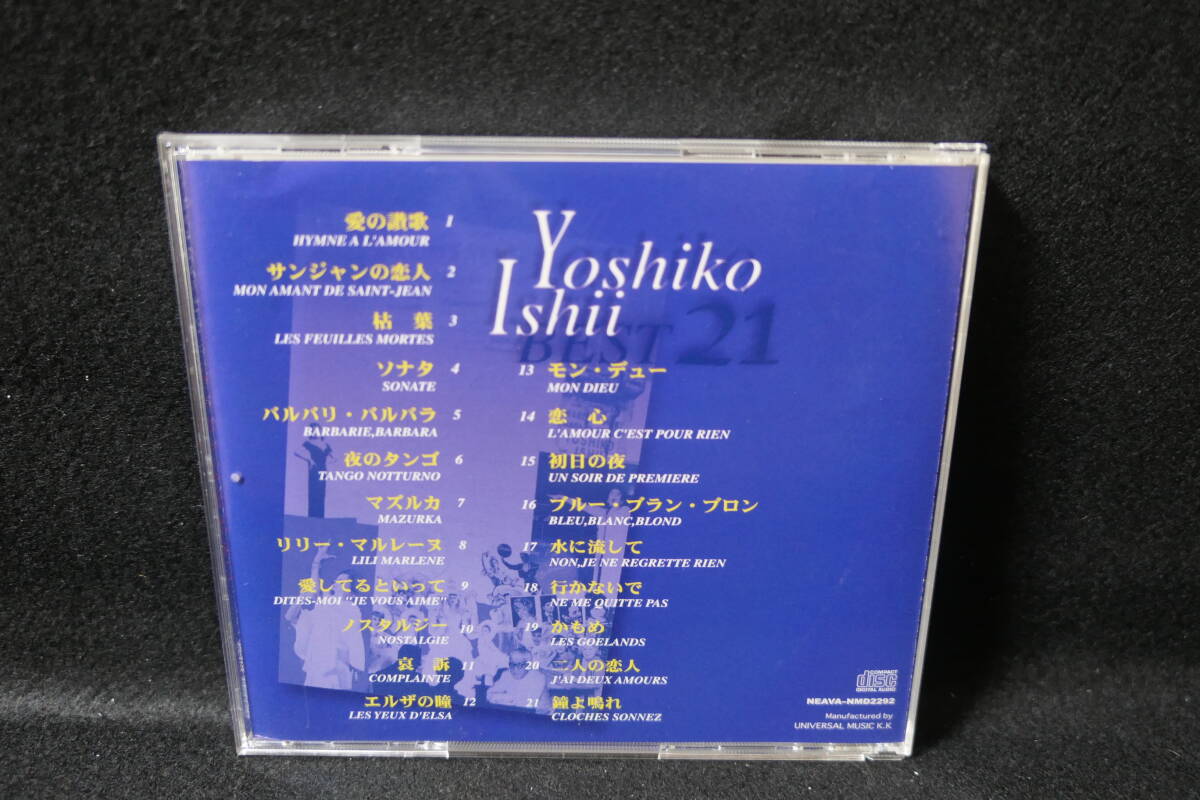 Yoshiko
Ishii
BEST 21
愛の讃歌 1
HYMNE A L'AMOUR
サンジャンの恋人 2
MON AMANT DE SAINT-JEAN
枯 葉 3
LES FEUILLES MORTES
ソナタ 4
SONATE
バルバリ・バルバラ 5
BARBARIE,BARBARA
夜のタンゴ 6
TANGO NOTTURNO
マズルカ 7
MAZURKA
リリー・マルレーヌ 8
LILI MARLENE
愛してるといって 9
DITES-MOI "JE VOUS AIME"
ノスタルジー 10
NOSTALGIE
哀 訴 11
COMPLAINTE
エルザの瞳 12
LES YEUX D'ELSA
13 モン・デュー
MON DIEU
14 恋 心
L'AMOUR C'EST POUR RIEN
15 初日の夜
UN SOIR DE PREMIERE
16 ブルー・ブラン・ブロン
BLEU,BLANC,BLOND
17 水に流して
NON,JE NE REGRETTE RIEN
18 行かないで
NE ME QUITTE PAS
19 かもめ
LES GOELANDS
20 二人の恋人
J'AI DEUX AMOURS
21 鐘よ鳴れ
CLOCHES SONNEZ
COMPACT
disc
DIGITAL AUDIO
NEAVA-NMD2292
Manufactured by
UNIVERSAL MUSIC K.K